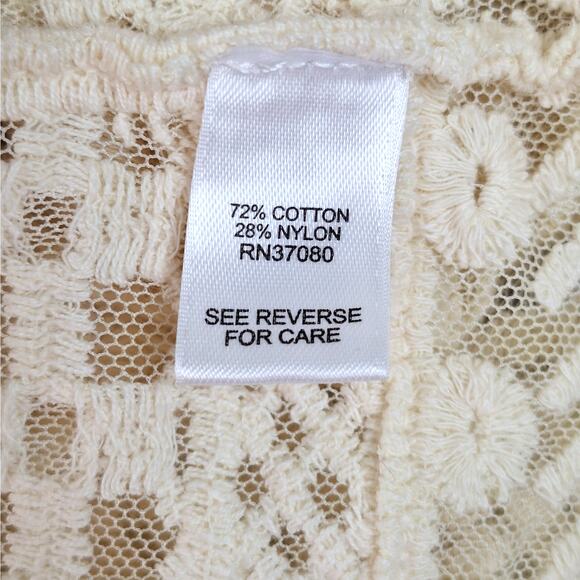 72% COTTON
28% NYLON
RN37080
SEE REVERSE
FOR CARE